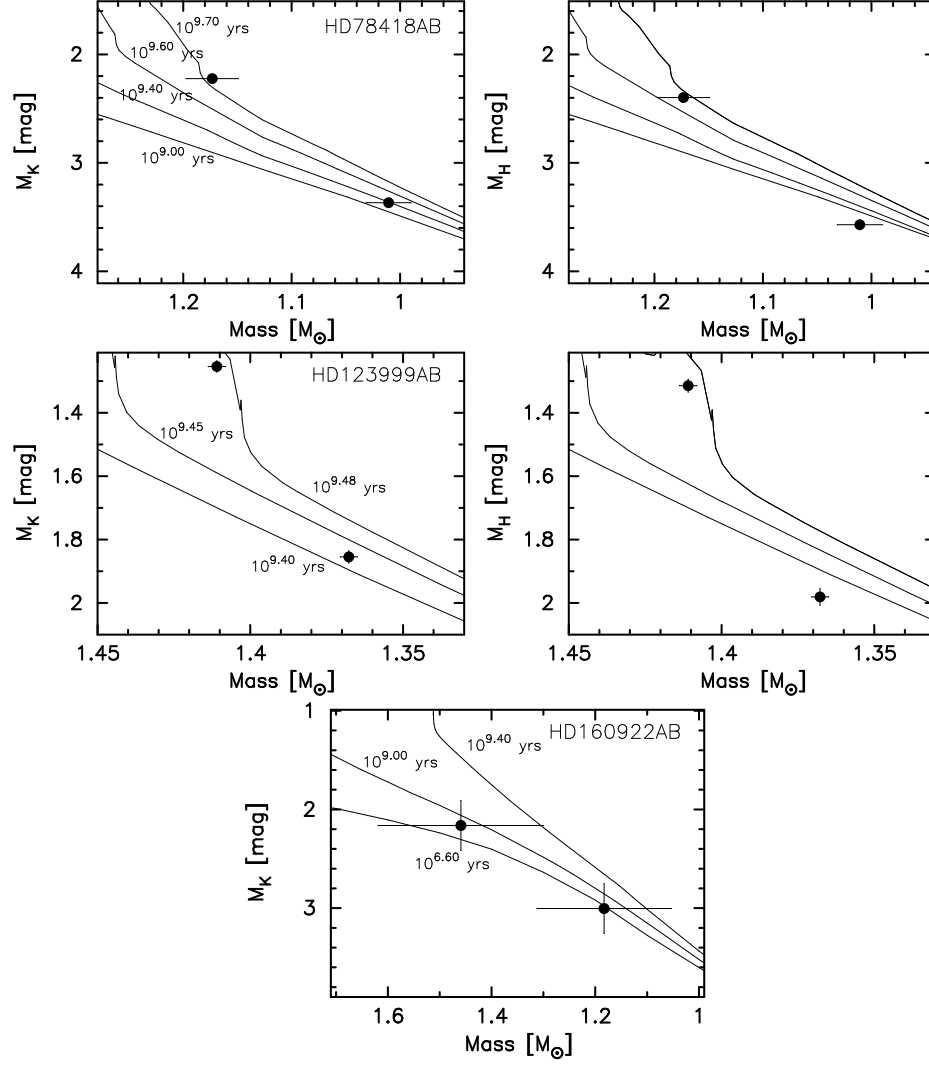 10^9.70 yrs
HD78418AB
10^9.60 yrs
10^9.40 yrs
10^9.00 yrs
2
3
4
M_K [mag]
1.2
1.1
1
Mass [M_⊙]
2
3
4
M_H [mag]
1.2
1.1
1
Mass [M_⊙]
HD123999AB
10^9.45 yrs
10^9.48 yrs
10^9.40 yrs
1.4
1.6
1.8
2
M_K [mag]
1.45
1.4
1.35
Mass [M_⊙]
1.4
1.6
1.8
2
M_H [mag]
1.45
1.4
1.35
Mass [M_⊙]
HD160922AB
10^9.40 yrs
10^9.00 yrs
10^6.60 yrs
1
2
3
M_K [mag]
1.6
1.4
1.2
1
Mass [M_⊙]